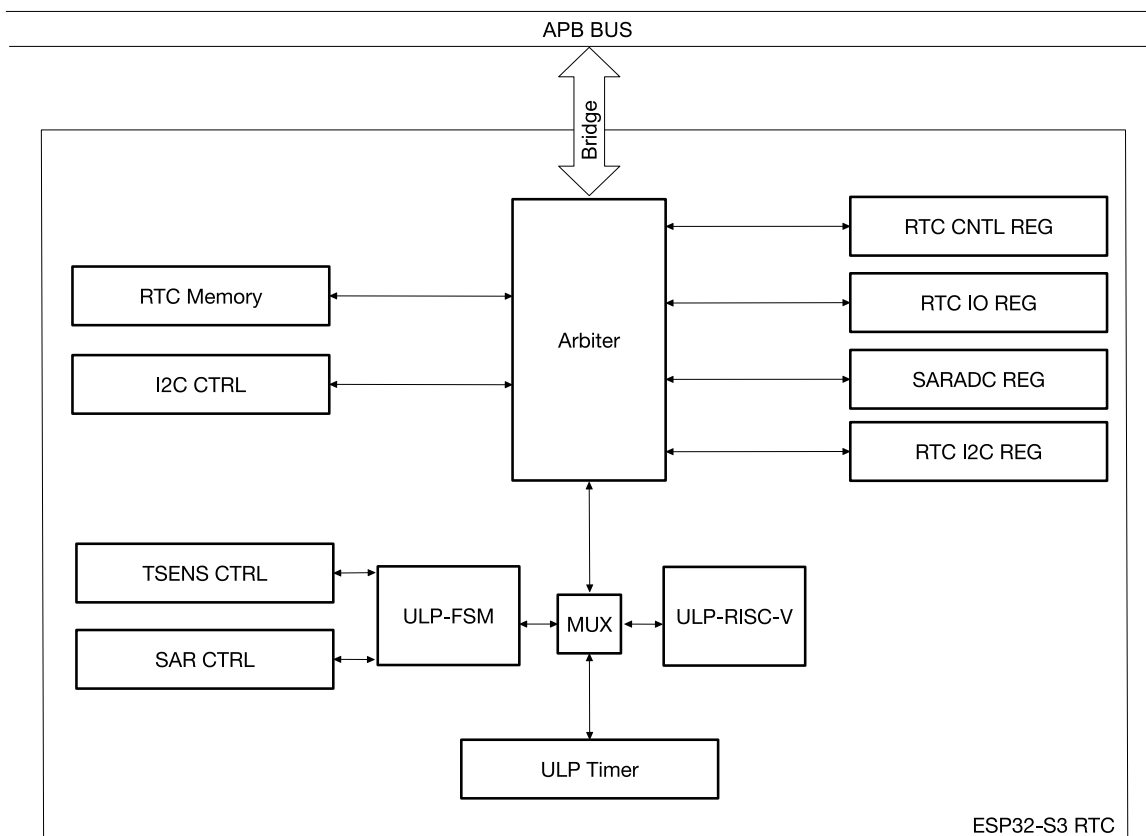 APB BUS
Bridge
RTC CNTL REG
RTC Memory
RTC IO REG
Arbiter
I2C CTRL
SARADC REG
RTC I2C REG
TSENS CTRL
ULP-FSM
MUX
ULP-RISC-V
SAR CTRL
ULP Timer
ESP32-S3 RTC